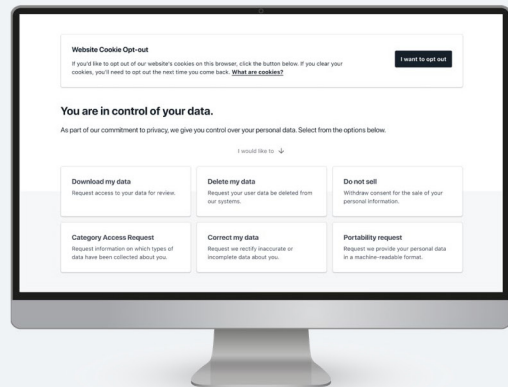 Website Cookie Opt-out
If you'd like to opt out of our website's cookies on this browser, click the button below. If you clear your
cookies, you'll need to opt out the next time you come back. What are cookies?
I want to opt out
You are in control of your data.
As part of our commitment to privacy, we give you control over your personal data. Select from the options below.
I would like to ↓
Download my data
Request access to your data for review.
Delete my data
Request your user data be deleted from
our systems.
Do not sell
Withdraw consent for the sale of your
personal information.
Category Access Request
Request information on which types of
data have been collected about you.
Correct my data
Request we rectify inaccurate or
incomplete data about you.
Portability request
Request we provide your personal data
in a machine-readable format.